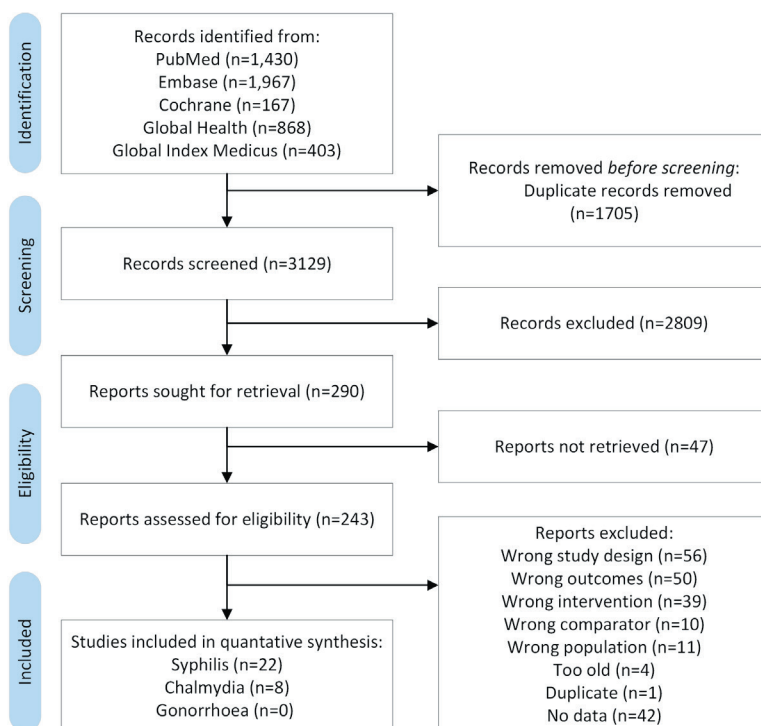 Identification
Records identified from:
PubMed (n=1,430)
Embase (n=1,967)
Cochrane (n=167)
Global Health (n=868)
Global Index Medicus (n=403)
Records removed before screening:
Duplicate records removed
(n=1705)
Screening
Records screened (n=3129)
Records excluded (n=2809)
Reports sought for retrieval (n=290)
Eligibility
Reports not retrieved (n=47)
Reports assessed for eligibility (n=243)
Reports excluded:
Wrong study design (n=56)
Wrong outcomes (n=50)
Wrong intervention (n=39)
Wrong comparator (n=10)
Wrong population (n=11)
Too old (n=4)
Duplicate (n=1)
No data (n=42)
Included
Studies included in quantative synthesis:
Syphilis (n=22)
Chalmydia (n=8)
Gonorrhoea (n=0)